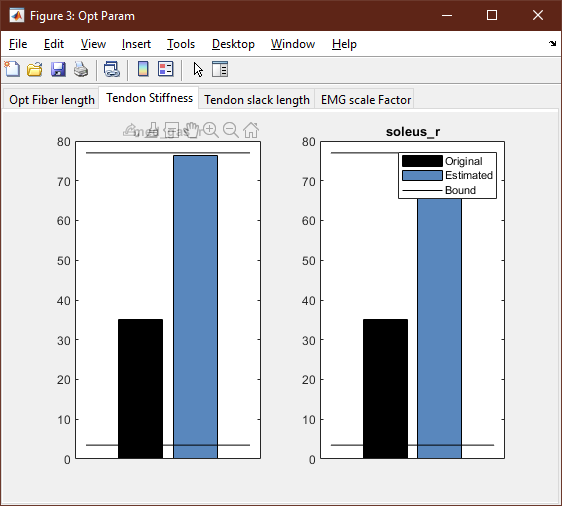 Figure 3: Opt Param
File Edit View Insert Tools Desktop Window Help
Opt Fiber length Tendon Stiffness Tendon slack length EMG scale Factor
med_gas_r
80
70
60
50
40
30
20
10
0
soleus_r
80
70
60
50
40
30
20
10
0
Original
Estimated
Bound